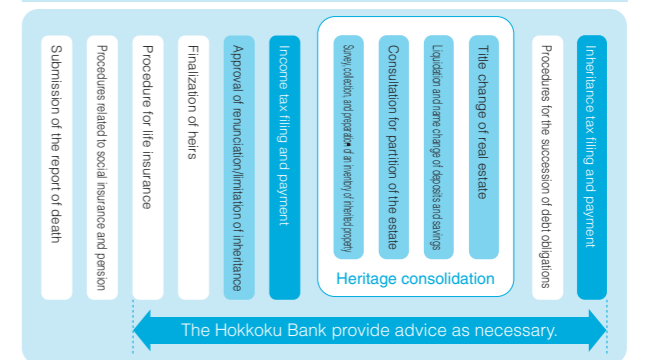 Submission of the report of death
Procedures related to social insurance and pension
Procedure for life insurance
Finalization of heirs
Approval of renunciation/limitation of inheritance
Income tax filing and payment
Survey, collection, and preparation of an inventory of inherited property
Consultation for partition of the estate
Liquidation and name change of deposits and savings
Title change of real estate
Heritage consolidation
Procedures for the succession of debt obligations
Inheritance tax filing and payment
The Hokkoku Bank provide advice as necessary.